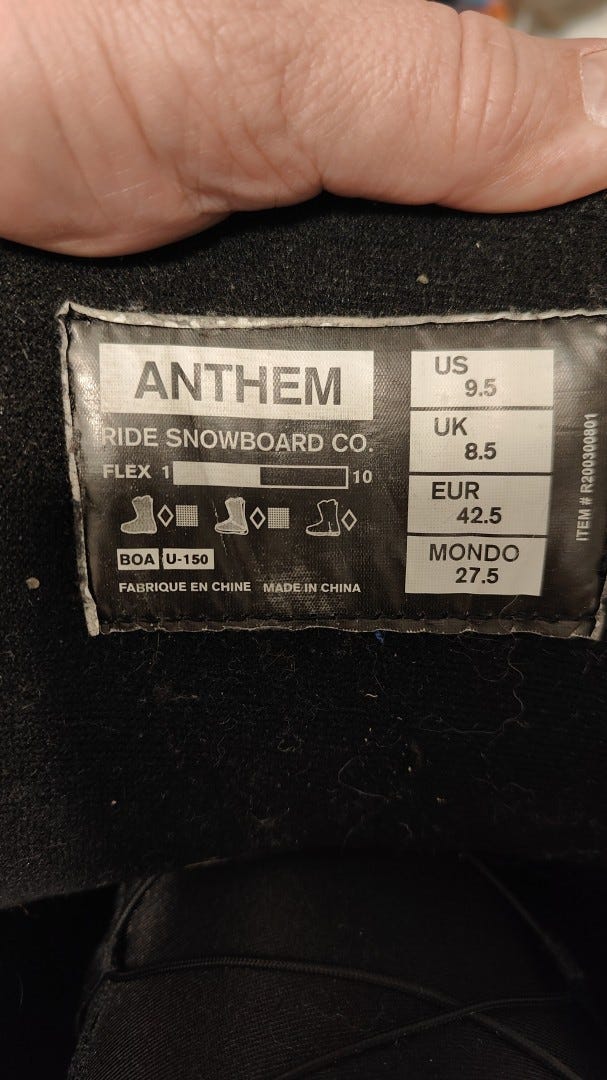 ANTHEM
RIDE SNOWBOARD CO.
FLEX 1 10
BOA U-150
FABRIQUE EN CHINE MADE IN CHINA
US
9.5
UK
8.5
EUR
42.5
MONDO
27.5
ITEM # R200300801